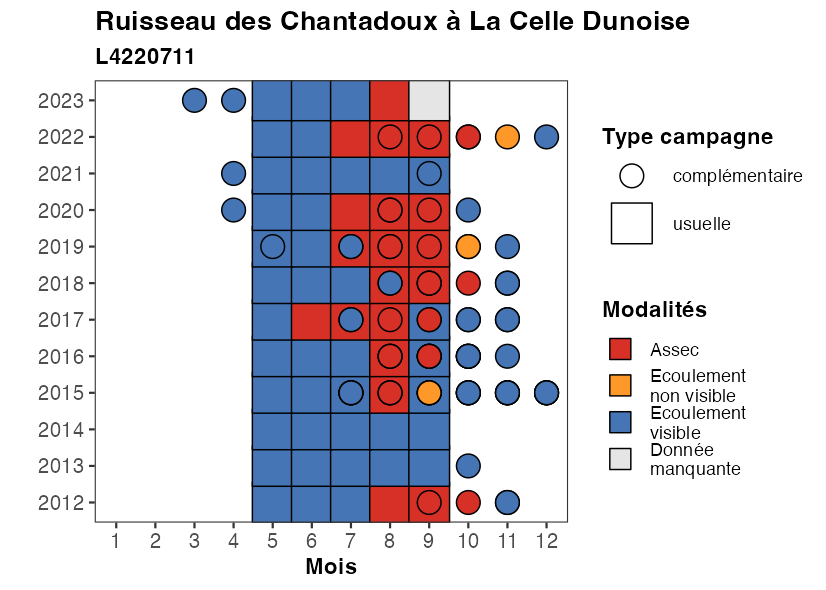 Ruisseau des Chantadoux à La Celle Dunoise
L4220711
2023
2022
2021
2020
2019
2018
2017
2016
2015
2014
2013
2012
1 2 3 4 5 6 7 8 9 10 11 12
Mois
Type campagne
complémentaire
usuelle
Modalités
Assec
Ecoulement
non visible
Ecoulement
visible
Donnée
manquante